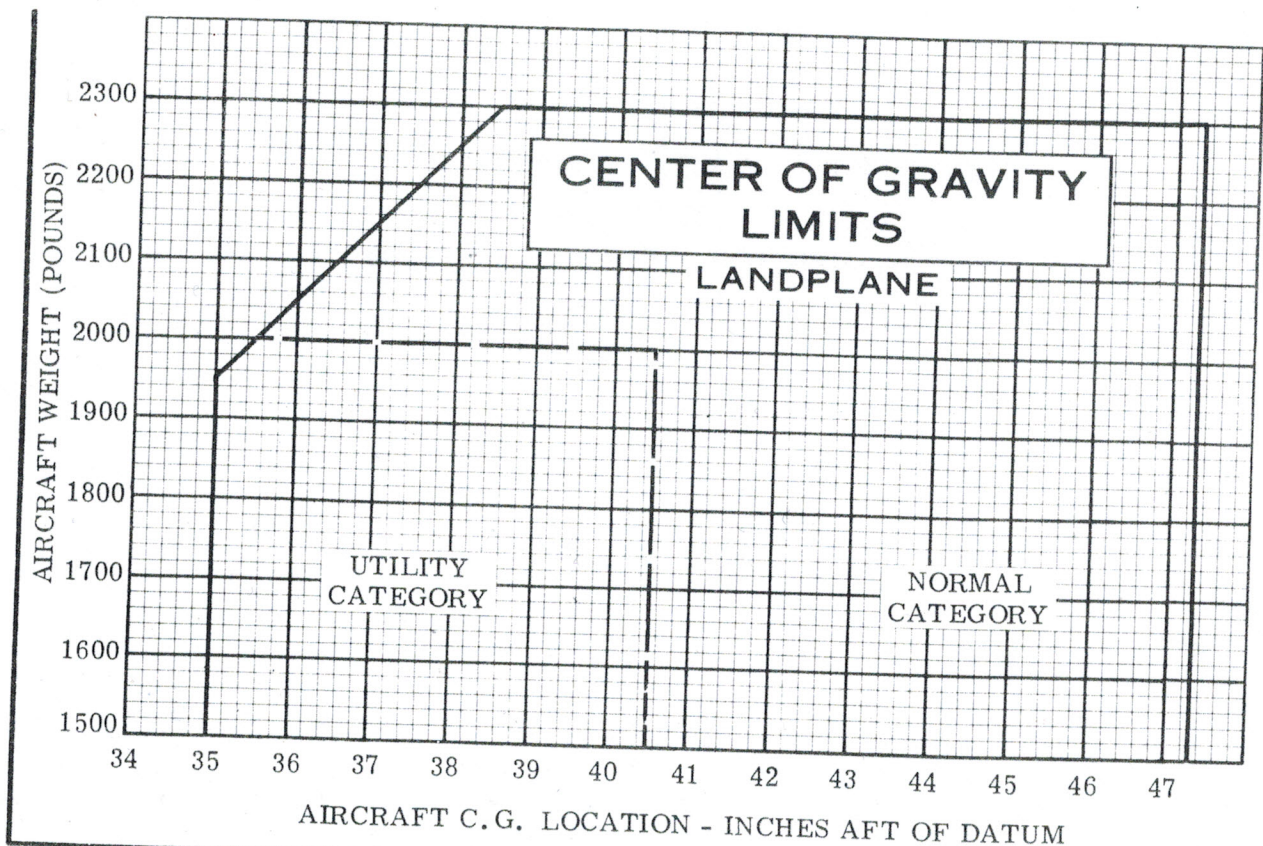 2300
2200
2100
2000
1900
1800
1700
1600
1500
AIRCRAFT WEIGHT (POUNDS)
CENTER OF GRAVITY
LIMITS
LANDPLANE
UTILITY
CATEGORY
NORMAL
CATEGORY
34 35 36 37 38 39 40 41 42 43 44 45 46 47
AIRCRAFT C.G. LOCATION - INCHES AFT OF DATUM